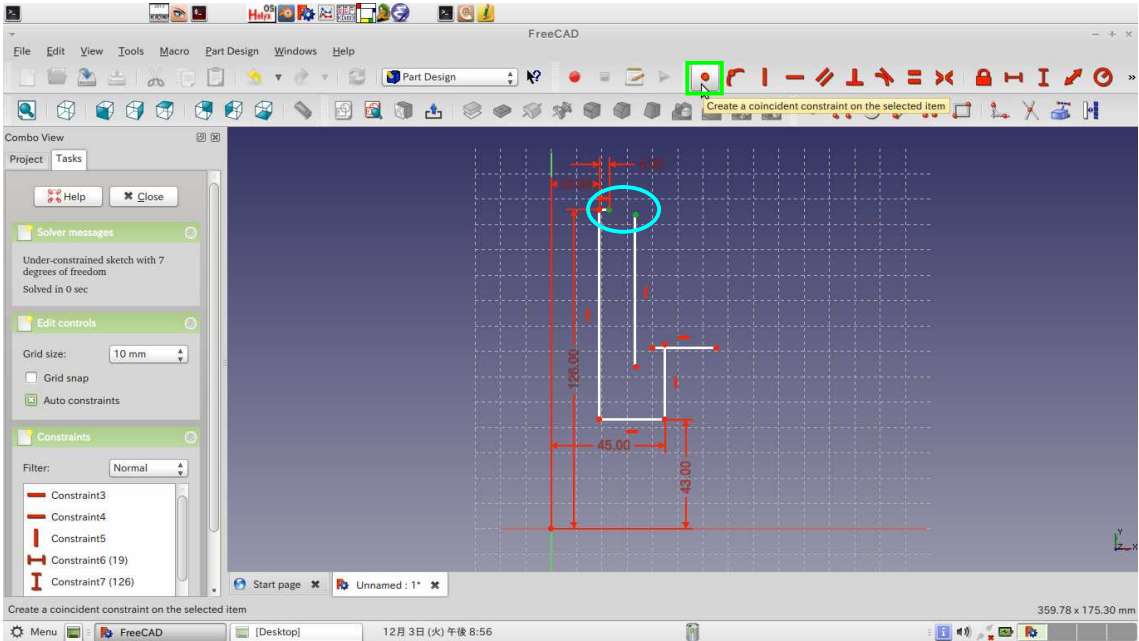 FreeCAD
File Edit View Tools Macro Part Design Windows Help
Part Design
Create a coincident constraint on the selected item
Combo View
Project Tasks
Help Close
Solver messages
Under-constrained sketch with 7
degrees of freedom
Solved in 0 sec
Edit controls
Grid size: 10 mm
Grid snap
Auto constraints
Constraints
Filter: Normal
Constraint3
Constraint4
Constraint5
Constraint6 (19)
Constraint7 (126)
126.00
45.00
43.00
Y
Z X
Start page Unnamed : 1*
Create a coincident constraint on the selected item
359.78 x 175.30 mm
Menu FreeCAD [Desktop] 12月 3日 (火) 午後 8:56